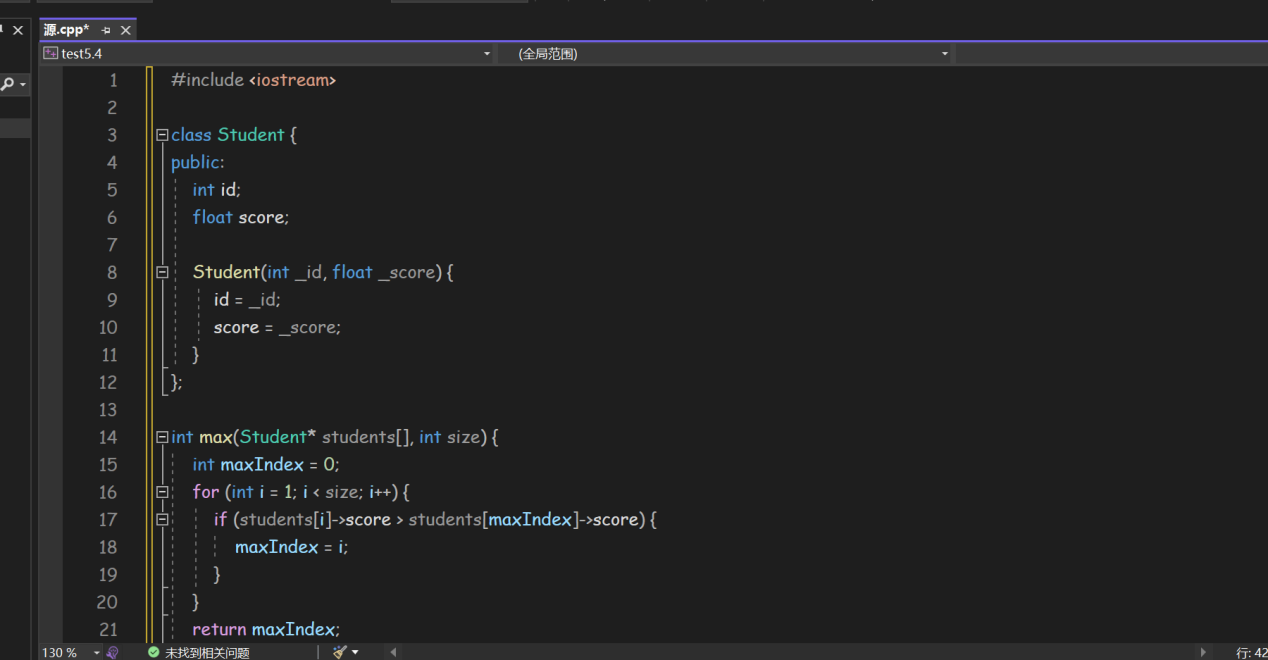 源.cpp*
test5.4 (全局范围)
1 #include <iostream>
2
3 class Student {
4 public:
5 int id;
6 float score;
7
8 Student(int _id, float _score) {
9 id = _id;
10 score = _score;
11 }
12 };
13
14 int max(Student* students[], int size) {
15 int maxIndex = 0;
16 for (int i = 1; i < size; i++) {
17 if (students[i]->score > students[maxIndex]->score) {
18 maxIndex = i;
19 }
20 }
21 return maxIndex;
130 % 未找到相关问题 行: 42